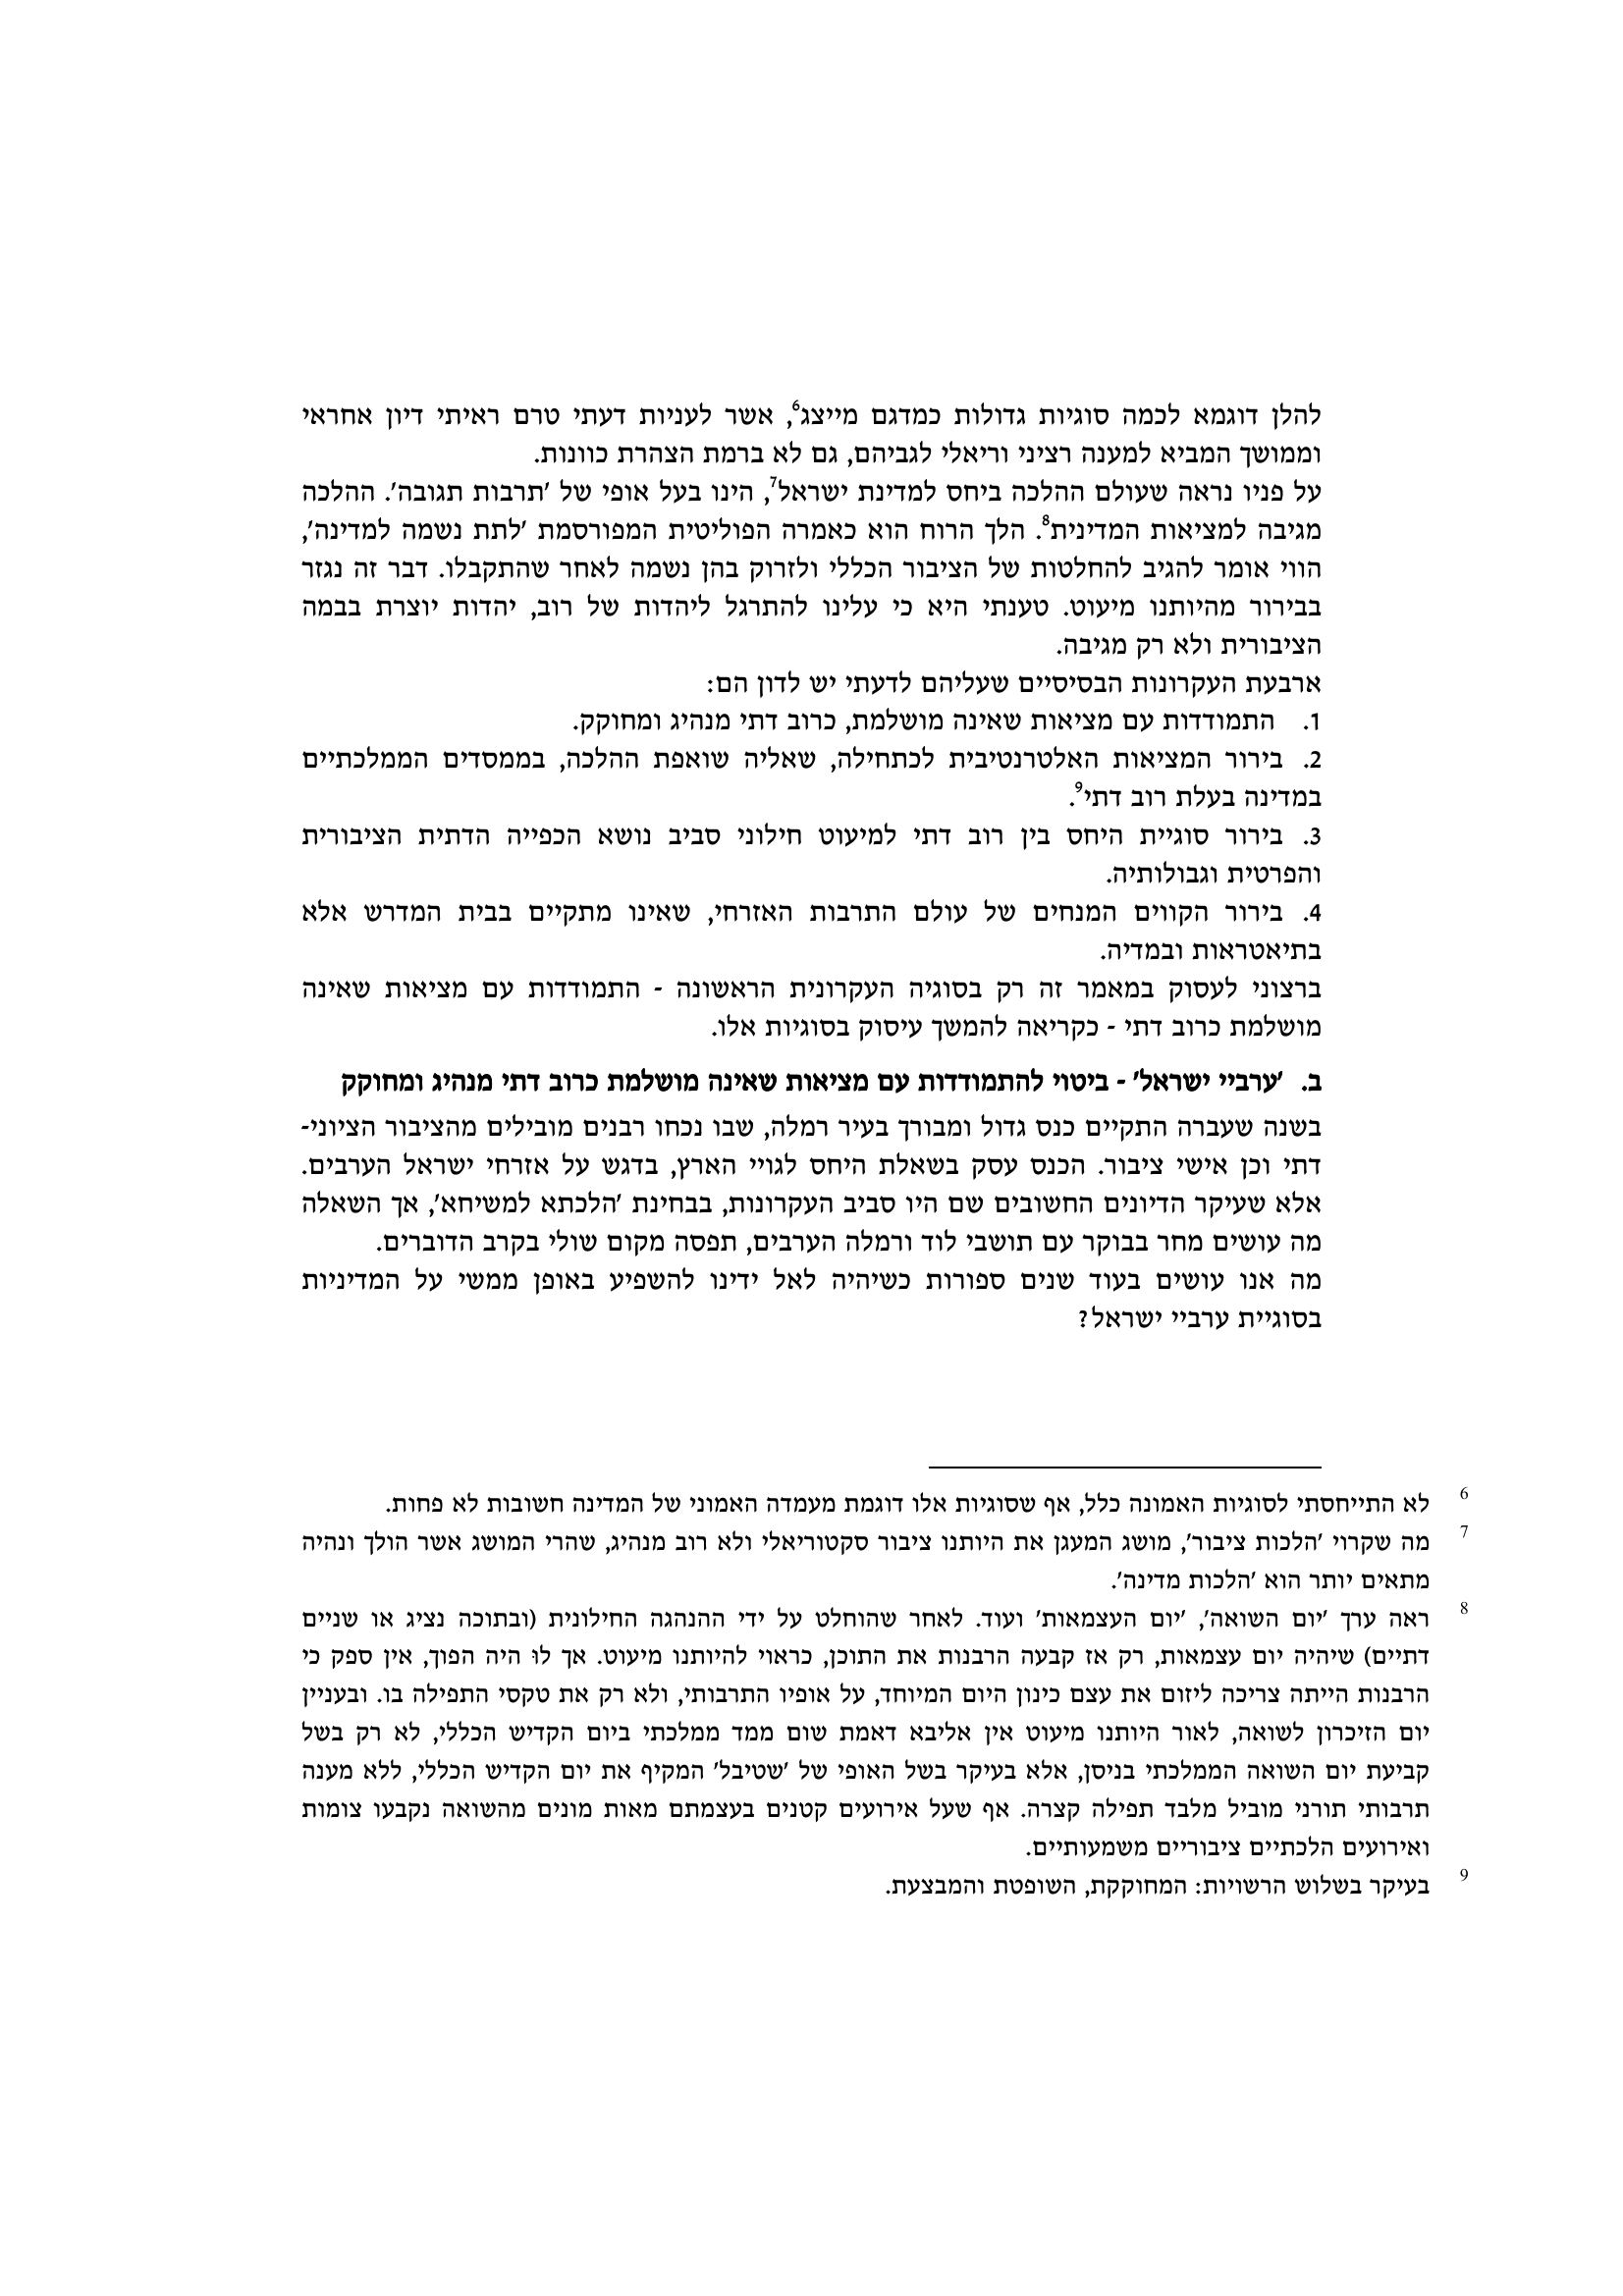 להלן דוגמא לכמה סוגיות גדולות כמדגם מייצג6, אשר לעניות דעתי טרם ראיתי דיון אחראי
וממושך המביא למענה רציני וריאלי לגביהם, גם לא ברמת הצהרת כוונות.
על פניו נראה שעולם ההלכה ביחס למדינת ישראל7, הינו בעל אופי של 'תרבות תגובה'. ההלכה
מגיבה למציאות המדינית8. הלך הרוח הוא כאמרה הפוליטית המפורסמת 'לתת נשמה למדינה',
הווי אומר להגיב להחלטות של הציבור הכללי ולזרוק בהן נשמה לאחר שהתקבלו. דבר זה נגזר
בבירור מהיותנו מיעוט. טענתי היא כי עלינו להתרגל ליהדות של רוב, יהדות יוצרת בבמה
הציבורית ולא רק מגיבה.
ארבעת העקרונות הבסיסיים שעליהם לדעתי יש לדון הם:
1. התמודדות עם מציאות שאינה מושלמת, כרוב דתי מנהיג ומחוקק.
2. בירור המציאות האלטרנטיבית לכתחילה, שאליה שואפת ההלכה, בממסדים הממלכתיים
במדינה בעלת רוב דתי9.
3. בירור סוגיית היחס בין רוב דתי למיעוט חילוני סביב נושא הכפייה הדתית הציבורית
והפרטית וגבולותיה.
4. בירור הקווים המנחים של עולם התרבות האזרחי, שאינו מתקיים בבית המדרש אלא
בתיאטראות ובמדיה.
ברצוני לעסוק במאמר זה רק בסוגיה העקרונית הראשונה - התמודדות עם מציאות שאינה
מושלמת כרוב דתי - כקריאה להמשך עיסוק בסוגיות אלו.
ב. 'ערביי ישראל' - ביטוי להתמודדות עם מציאות שאינה מושלמת כרוב דתי מנהיג ומחוקק
בשנה שעברה התקיים כנס גדול ומבורך בעיר רמלה, שבו נכחו רבנים מובילים מהציבור הציוני-
דתי וכן אישי ציבור. הכנס עסק בשאלת היחס לגויי הארץ, בדגש על אזרחי ישראל הערבים.
אלא שעיקר הדיונים החשובים שם היו סביב העקרונות, בבחינת 'הלכתא למשיחא', אך השאלה
מה עושים מחר בבוקר עם תושבי לוד ורמלה הערבים, תפסה מקום שולי בקרב הדוברים.
מה אנו עושים בעוד שנים ספורות כשיהיה לאל ידינו להשפיע באופן ממשי על המדיניות
בסוגיית ערביי ישראל?
6 לא התייחסתי לסוגיות האמונה כלל, אף שסוגיות אלו דוגמת מעמדה האמוני של המדינה חשובות לא פחות.
7 מה שקרוי 'הלכות ציבור', מושג המעגן את היותנו ציבור סקטוריאלי ולא רוב מנהיג, שהרי המושג אשר הולך ונהיה
מתאים יותר הוא 'הלכות מדינה'.
8 ראה ערך 'יום השואה', 'יום העצמאות' ועוד. לאחר שהוחלט על ידי ההנהגה החילונית (ובתוכה נציג או שניים
דתיים) שיהיה יום עצמאות, רק אז קבעה הרבנות את התוכן, כראוי להיותנו מיעוט. אך לוּ היה הפוך, אין ספק כי
הרבנות הייתה צריכה ליזום את עצם כינון היום המיוחד, על אופיו התרבותי, ולא רק את טקסי התפילה בו. ובעניין
יום הזיכרון לשואה, לאור היותנו מיעוט אין אליבא דאמת שום ממד ממלכתי ביום הקדיש הכללי, לא רק בשל
קביעת יום השואה הממלכתי בניסן, אלא בעיקר בשל האופי של 'שטיבל' המקיף את יום הקדיש הכללי, ללא מענה
תרבותי תורני מוביל מלבד תפילה קצרה. אף שעל אירועים קטנים בעצמתם מאות מונים מהשואה נקבעו צומות
ואירועים הלכתיים ציבוריים משמעותיים.
9 בעיקר בשלוש הרשויות: המחוקקת, השופטת והמבצעת.